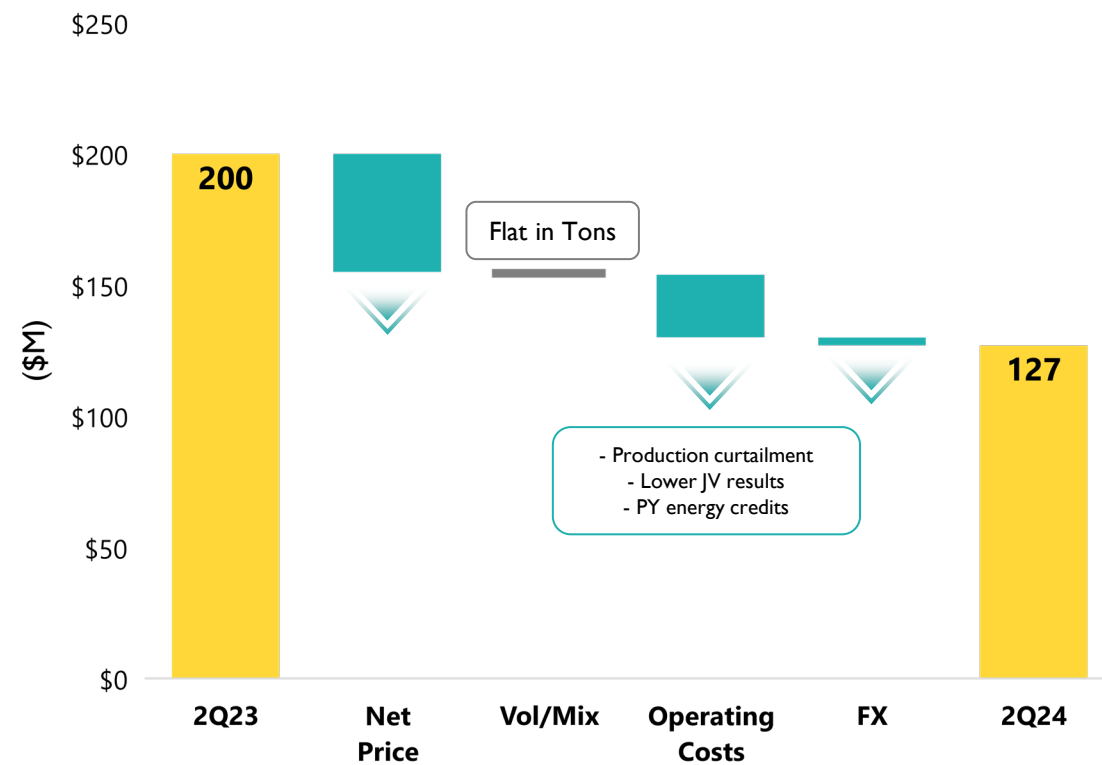 $250
$200
$150
$100
$50
$0
($M)
200
Flat in Tons
127
- Production curtailment
- Lower JV results
- PY energy credits
2Q23
Net
Price
Vol/Mix
Operating
Costs
FX
2Q24